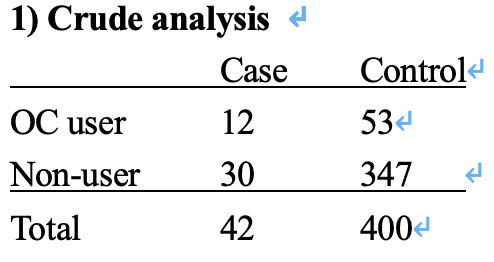 1) Crude analysis
Case Control
OC user 12 53
Non-user 30 347
Total 42 400